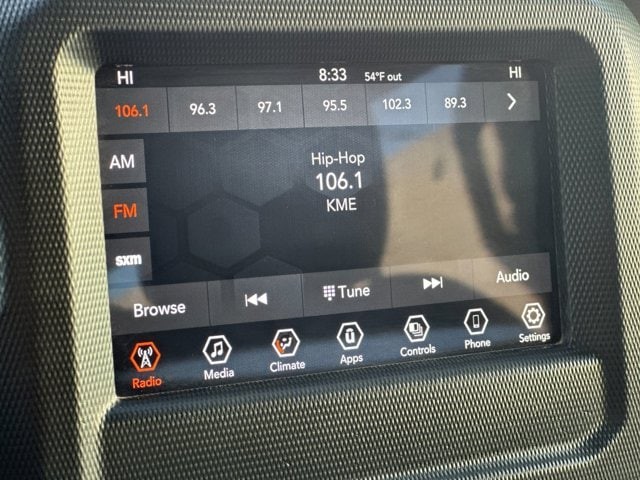 HI 8:33 54°F out HI
106.1 96.3 97.1 95.5 102.3 89.3
AM
FM
sxm
Hip-Hop
106.1
KME
Browse Tune Audio
Radio Media Climate Apps Controls Phone Settings